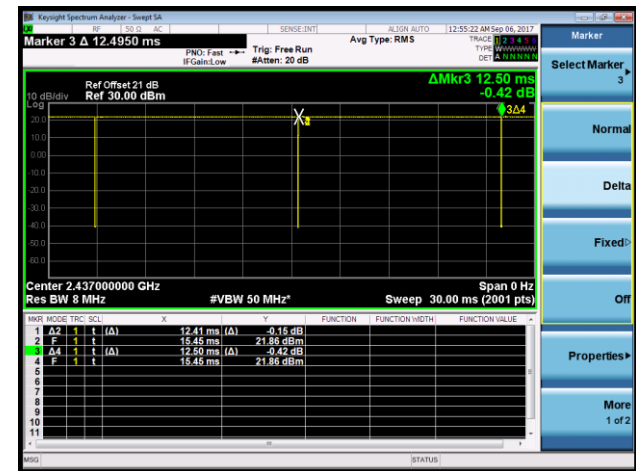 Keysight Spectrum Analyzer - Swept SA
RF 50 Ω AC SENSE:INT ALIGN AUTO 12:55:22 AM Sep 06, 2017
Marker 3 Δ 12.4950 ms
PNO: Fast
IFGain:Low
Trig: Free Run
#Atten: 20 dB
Avg Type: RMS
TRACE 1 2 3 4 5 6
TYPE WWWWWW
DET A N N N N N
Ref Offset 21 dB
10 dB/div Ref 30.00 dBm
Log
ΔMkr3 12.50 ms
-0.42 dB
3Δ4
20.0
10.0
0.00
-10.0
-20.0
-30.0
-40.0
-50.0
-60.0
Center 2.437000000 GHz Span 0 Hz
Res BW 8 MHz #VBW 50 MHz* Sweep 30.00 ms (2001 pts)
MKR MODE TRC SCL X Y FUNCTION FUNCTION WIDTH FUNCTION VALUE
1 Δ2 1 t (Δ) 12.41 ms (Δ) -0.15 dB
2 F 1 t 15.45 ms 21.86 dBm
3 Δ4 1 t (Δ) 12.50 ms (Δ) -0.42 dB
4 F 1 t 15.45 ms 21.86 dBm
5
6
7
8
9
10
11
MSG STATUS
Marker
Select Marker
3
Normal
Delta
Fixed
Off
Properties
More
1 of 2